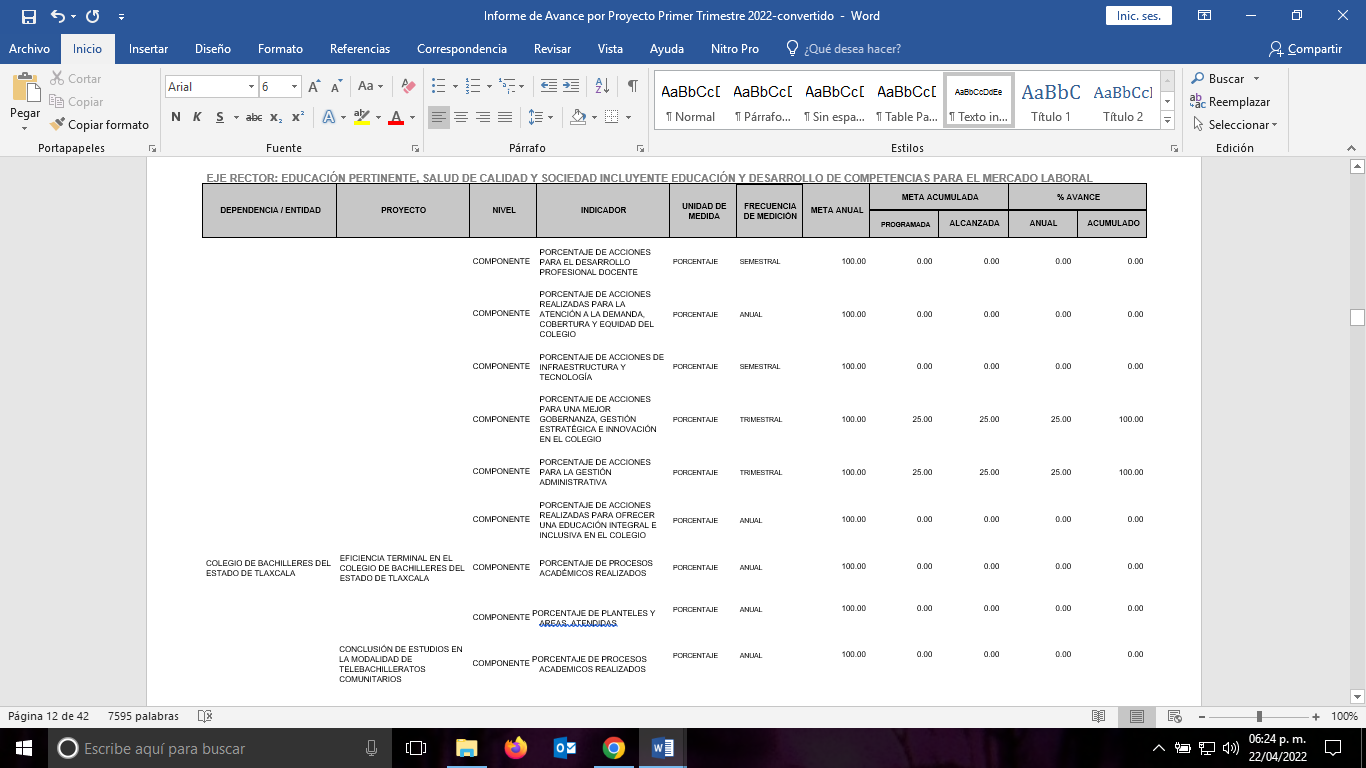 Informe de Avance por Proyecto Primer Trimestre 2022-convertido - Word
Inic. ses.
Archivo Inicio Insertar Diseño Formato Referencias Correspondencia Revisar Vista Ayuda Nitro Pro ¿Qué desea hacer? Compartir
Pegar
Cortar
Copiar
Copiar formato
Portapapeles
Arial 6
N K S abc x₂ x²
Fuente
Párrafo
AaBbCcD
¶ Normal
AaBbCcD
¶ Párrafo...
AaBbCcD
¶ Sin espa...
AaBbCcD
¶ Table Pa...
AaBbCcDdEe
¶ Texto in...
AaBbC
Título 1
AaBbCcI
Título 2
Estilos
Buscar
Reemplazar
Seleccionar
Edición
EJE RECTOR: EDUCACIÓN PERTINENTE, SALUD DE CALIDAD Y SOCIEDAD INCLUYENTE EDUCACIÓN Y DESARROLLO DE COMPETENCIAS PARA EL MERCADO LABORAL
DEPENDENCIA / ENTIDAD
PROYECTO
NIVEL
INDICADOR
UNIDAD DE
MEDIDA
FRECUENCIA
DE MEDICIÓN
META ANUAL
META ACUMULADA
PROGRAMADA ALCANZADA
% AVANCE
ANUAL ACUMULADO
COMPONENTE
PORCENTAJE DE ACCIONES
PARA EL DESARROLLO
PROFESIONAL DOCENTE
PORCENTAJE SEMESTRAL 100.00 0.00 0.00 0.00 0.00
COMPONENTE
PORCENTAJE DE ACCIONES
REALIZADAS PARA LA
ATENCIÓN A LA DEMANDA,
COBERTURA Y EQUIDAD DEL
COLEGIO
PORCENTAJE ANUAL 100.00 0.00 0.00 0.00 0.00
COMPONENTE
PORCENTAJE DE ACCIONES DE
INFRAESTRUCTURA Y
TECNOLOGÍA
PORCENTAJE SEMESTRAL 100.00 0.00 0.00 0.00 0.00
COMPONENTE
PORCENTAJE DE ACCIONES
PARA UNA MEJOR
GOBERNANZA, GESTIÓN
ESTRATÉGICA E INNOVACIÓN
EN EL COLEGIO
PORCENTAJE TRIMESTRAL 100.00 25.00 25.00 25.00 100.00
COMPONENTE
PORCENTAJE DE ACCIONES
PARA LA GESTIÓN
ADMINISTRATIVA
PORCENTAJE TRIMESTRAL 100.00 25.00 25.00 25.00 100.00
COMPONENTE
PORCENTAJE DE ACCIONES
REALIZADAS PARA OFRECER
UNA EDUCACIÓN INTEGRAL E
INCLUSIVA EN EL COLEGIO
PORCENTAJE ANUAL 100.00 0.00 0.00 0.00 0.00
COLEGIO DE BACHILLERES DEL
ESTADO DE TLAXCALA
EFICIENCIA TERMINAL EN EL
COLEGIO DE BACHILLERES DEL
ESTADO DE TLAXCALA
COMPONENTE
PORCENTAJE DE PROCESOS
ACADÉMICOS REALIZADOS
PORCENTAJE ANUAL 100.00 0.00 0.00 0.00 0.00
COMPONENTE
PORCENTAJE DE PLANTELES Y
AREAS ATENDIDAS
PORCENTAJE ANUAL 100.00 0.00 0.00 0.00 0.00
CONCLUSIÓN DE ESTUDIOS EN
LA MODALIDAD DE
TELEBACHILLERATOS
COMUNITARIOS
COMPONENTE
PORCENTAJE DE PROCESOS
ACADEMICOS REALIZADOS
PORCENTAJE ANUAL 100.00 0.00 0.00 0.00 0.00
Página 12 de 42 7595 palabras 100%
Escribe aquí para buscar
06:24 p. m.
22/04/2022